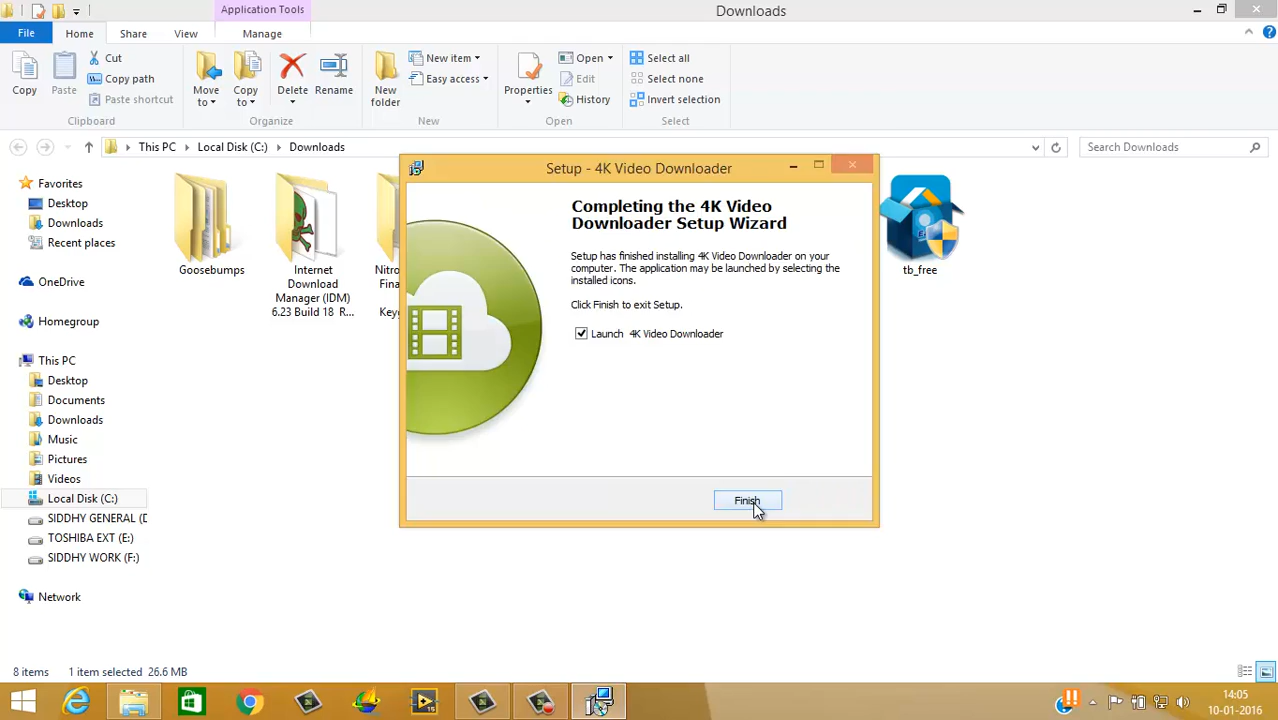 Application Tools
Downloads
File
Home
Share
View
Manage
Copy
Paste
Cut
Copy path
Paste shortcut
Clipboard
Move to
Copy to
Delete
Rename
Organize
New folder
New item
Easy access
New
Properties
Open
Edit
History
Open
Select all
Select none
Invert selection
Select
This PC
Local Disk (C:)
Downloads
Search Downloads
Favorites
Desktop
Downloads
Recent places
OneDrive
Homegroup
This PC
Desktop
Documents
Downloads
Music
Pictures
Videos
Local Disk (C:)
SIDDHY GENERAL (D
TOSHIBA EXT (E:)
SIDDHY WORK (F:)
Network
Goosebumps
Internet
Download
Manager (IDM)
6.23 Build 18 R...
Nitro
Fina
Keyg
tb_free
Setup - 4K Video Downloader
Completing the 4K Video
Downloader Setup Wizard
Setup has finished installing 4K Video Downloader on your
computer. The application may be launched by selecting the
installed icons.
Click Finish to exit Setup.
Launch 4K Video Downloader
Finish
8 items
1 item selected 26.6 MB
14:05
10-01-2016